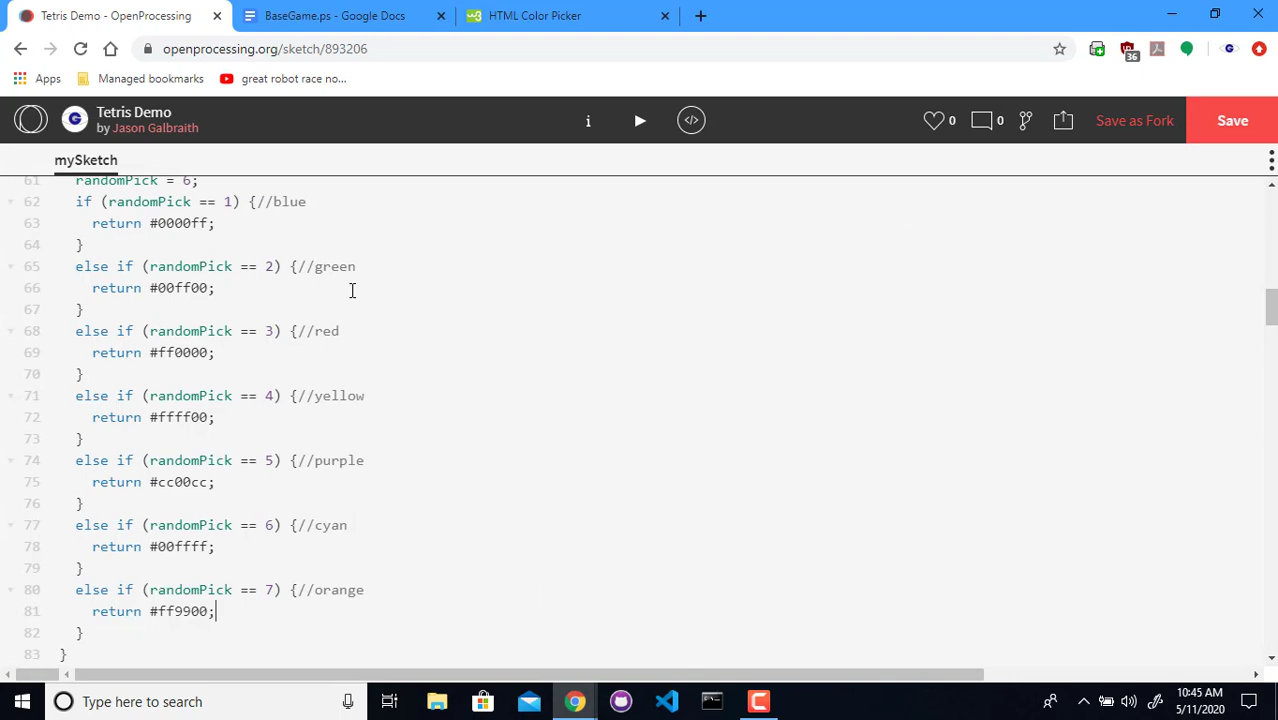 Tetris Demo - OpenProcessing
BaseGame.ps - Google Docs
HTML Color Picker
openprocessing.org/sketch/893206
36
Apps
Managed bookmarks
great robot race no...
Tetris Demo
by Jason Galbraith
0
0
Save as Fork
Save
mySketch
61 randomPick = 6;
62 if (randomPick == 1) {//blue
63 return #0000ff;
64 }
65 else if (randomPick == 2) {//green
66 return #00ff00;
67 }
68 else if (randomPick == 3) {//red
69 return #ff0000;
70 }
71 else if (randomPick == 4) {//yellow
72 return #ffff00;
73 }
74 else if (randomPick == 5) {//purple
75 return #cc00cc;
76 }
77 else if (randomPick == 6) {//cyan
78 return #00ffff;
79 }
80 else if (randomPick == 7) {//orange
81 return #ff9900;
82 }
83 }
Type here to search
10:45 AM
5/11/2020